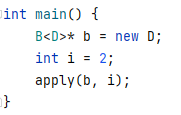 int main() {
    B<D>* b = new D;
    int i = 2;
    apply(b, i);
}